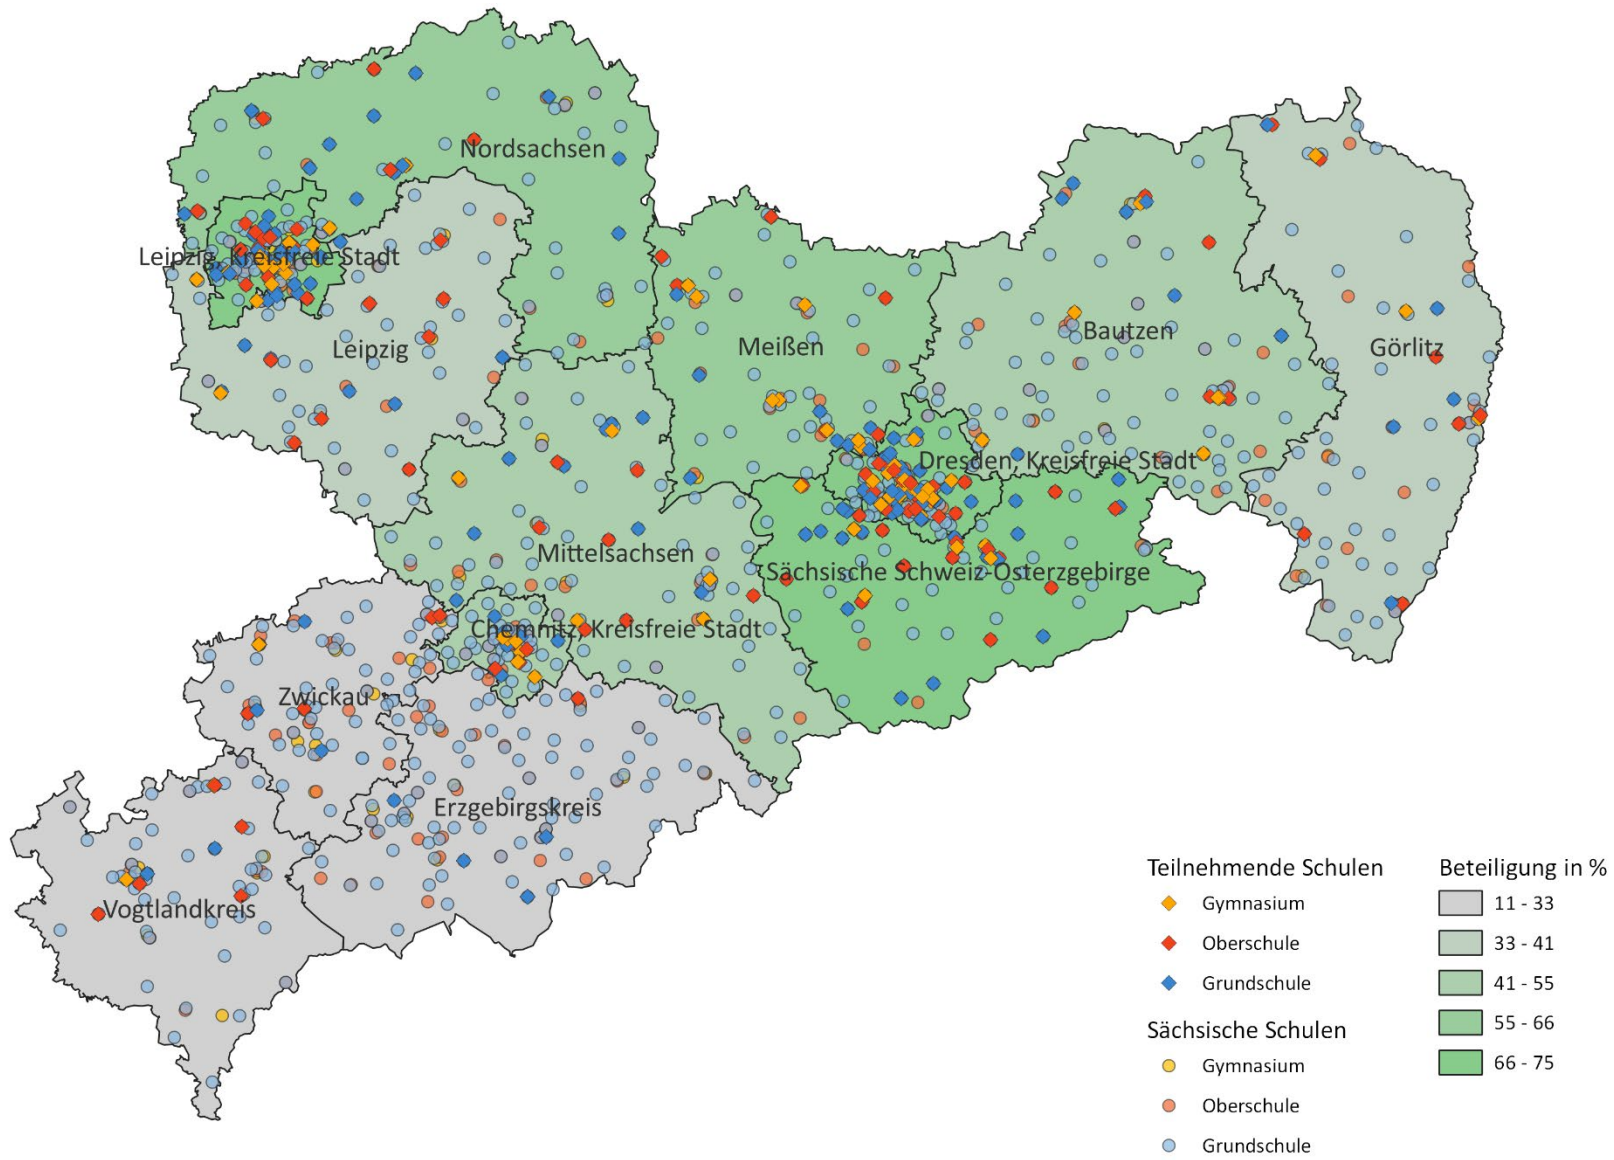 Nordsachsen
Leipzig, Kreisfreie Stadt
Leipzig
Meißen
Bautzen
Görlitz
Dresden, Kreisfreie Stadt
Mittelsachsen
Sächsische Schweiz-Osterzgebirge
Chemnitz, Kreisfreie Stadt
Zwickau
Erzgebirgskreis
Vogtlandkreis
Teilnehmende Schulen
Gymnasium
Oberschule
Grundschule
Sächsische Schulen
Gymnasium
Oberschule
Grundschule
Beteiligung in %
11 - 33
33 - 41
41 - 55
55 - 66
66 - 75